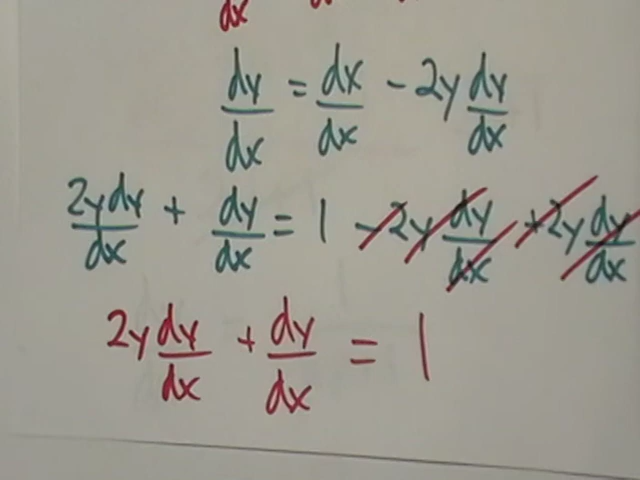 dx
dy/dx = dx/dx - 2y dy/dx
2y dy/dx + dy/dx = 1 - 2y dy/dx + 2y dy/dx
2y dy/dx + dy/dx = 1